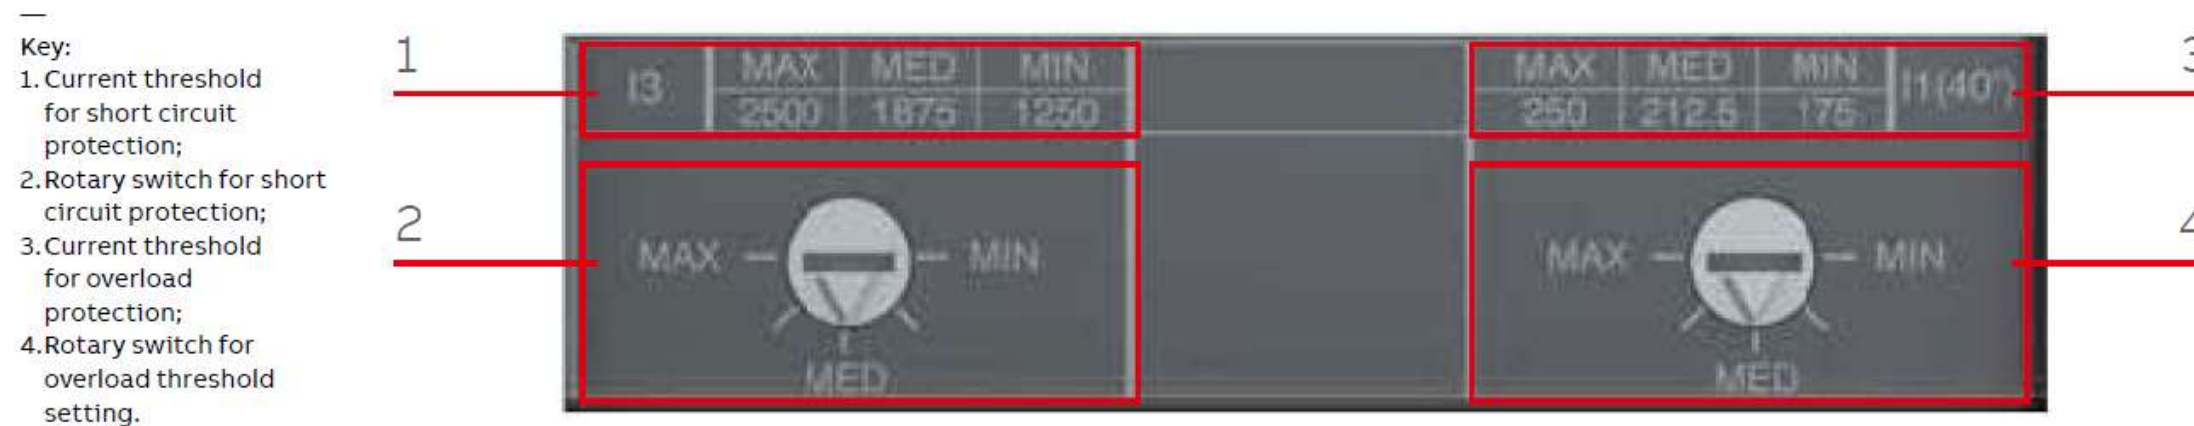 Key:
1. Current threshold
for short circuit
protection;
2. Rotary switch for short
circuit protection;
3. Current threshold
for overload
protection;
4. Rotary switch for
overload threshold
setting.
1
I3 MAX MED MIN
2500 1875 1250
2
MAX MIN
MED
MAX MED MIN I1(40°)
250 212.5 175
3
MAX MIN
MED
4